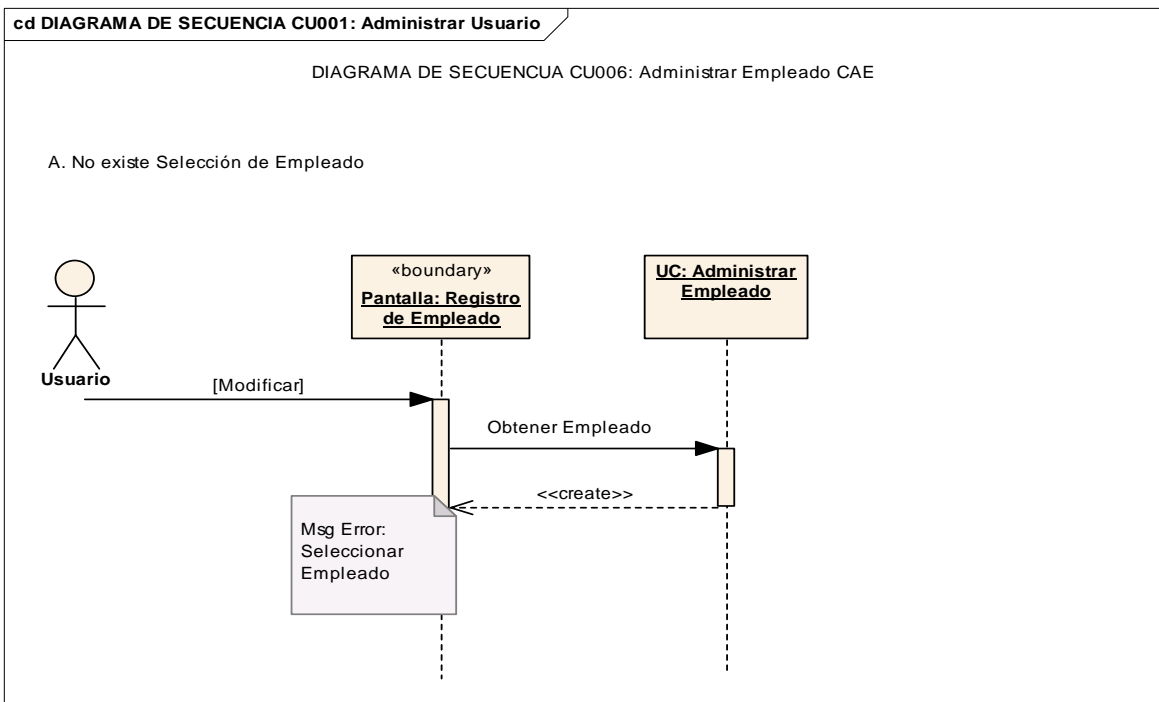 cd DIAGRAMA DE SECUENCIA CU001: Administrar Usuario
DIAGRAMA DE SECUENCUA CU006: Administrar Empleado CAE
A. No existe Selección de Empleado
«boundary»
Pantalla: Registro
de Empleado
UC: Administrar
Empleado
Usuario
[Modificar]
Obtener Empleado
<<create>>
Msg Error:
Seleccionar
Empleado